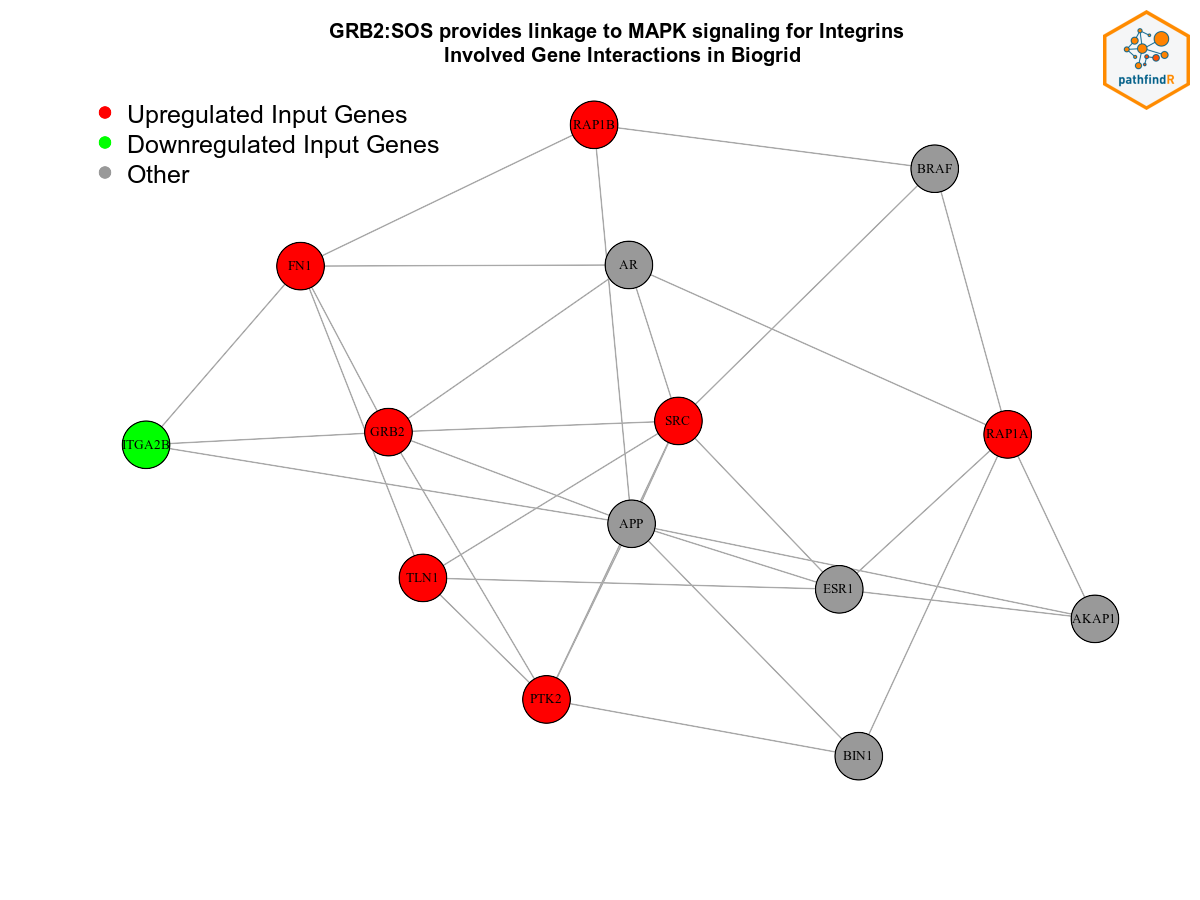 GRB2:SOS provides linkage to MAPK signaling for Integrins
Involved Gene Interactions in Biogrid
pathfindR
Upregulated Input Genes
Downregulated Input Genes
Other
RAP1B
BRAF
FN1
AR
SRC
GRB2
RAP1A
ITGA2B
APP
TLN1
ESR1
AKAP1
PTK2
BIN1